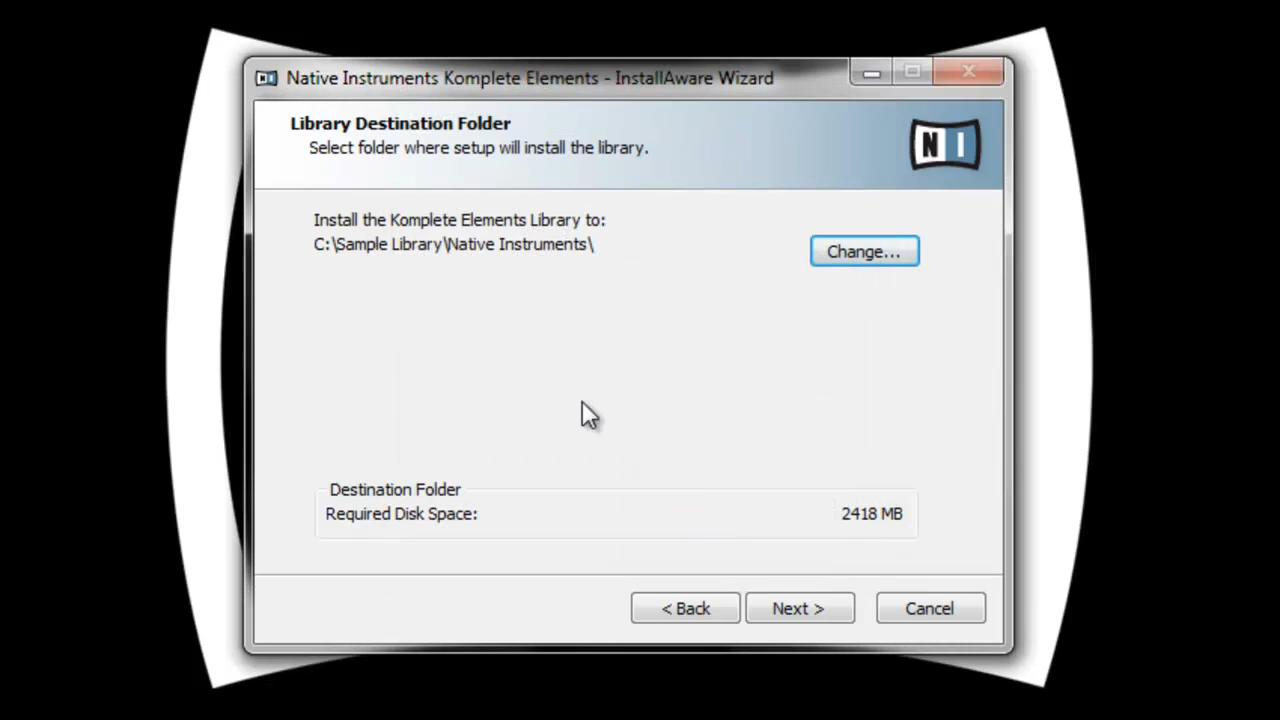 Native Instruments Komplete Elements - InstallAware Wizard
Library Destination Folder
Select folder where setup will install the library.
N I
Install the Komplete Elements Library to:
C:\Sample Library\Native Instruments\
Change...
Destination Folder
Required Disk Space: 2418 MB
< Back Next > Cancel